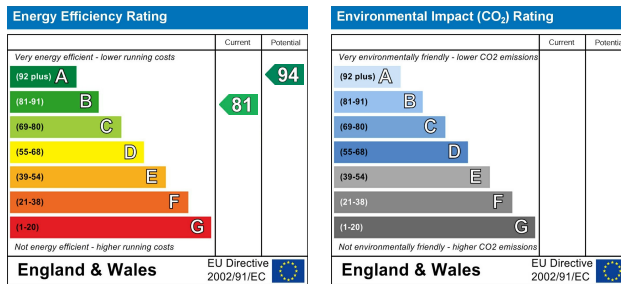 Energy Efficiency Rating
Current Potential
Very energy efficient - lower running costs
(92 plus) A
94
(81-91) B
81
(69-80) C
(55-68) D
(39-54) E
(21-38) F
(1-20) G
Not energy efficient - higher running costs
England & Wales
EU Directive
2002/91/EC
Environmental Impact (CO₂) Rating
Current Potential
Very environmentally friendly - lower CO2 emissions
(92 plus) A
(81-91) B
(69-80) C
(55-68) D
(39-54) E
(21-38) F
(1-20) G
Not environmentally friendly - higher CO2 emissions
England & Wales
EU Directive
2002/91/EC